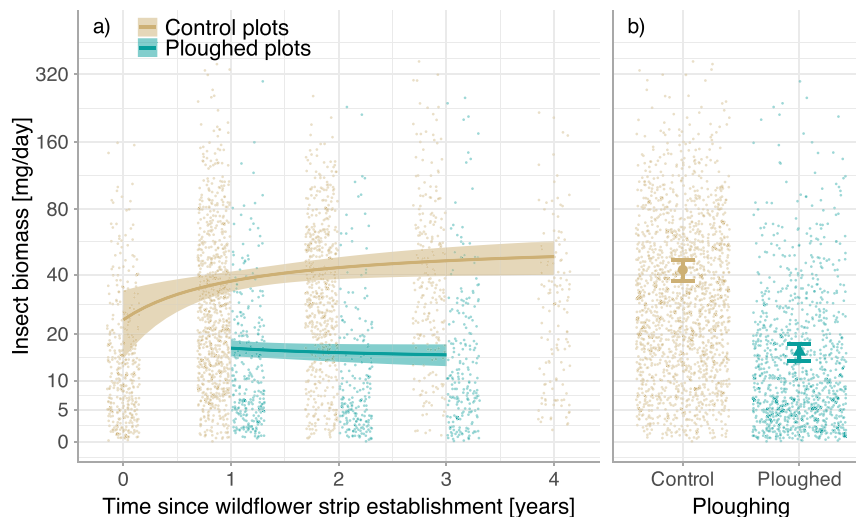 a)
Control plots
Ploughed plots
b)
Insect biomass [mg/day]
320
160
80
40
20
10
5
0
0 1 2 3 4
Time since wildflower strip establishment [years]
Control Ploughed
Ploughing